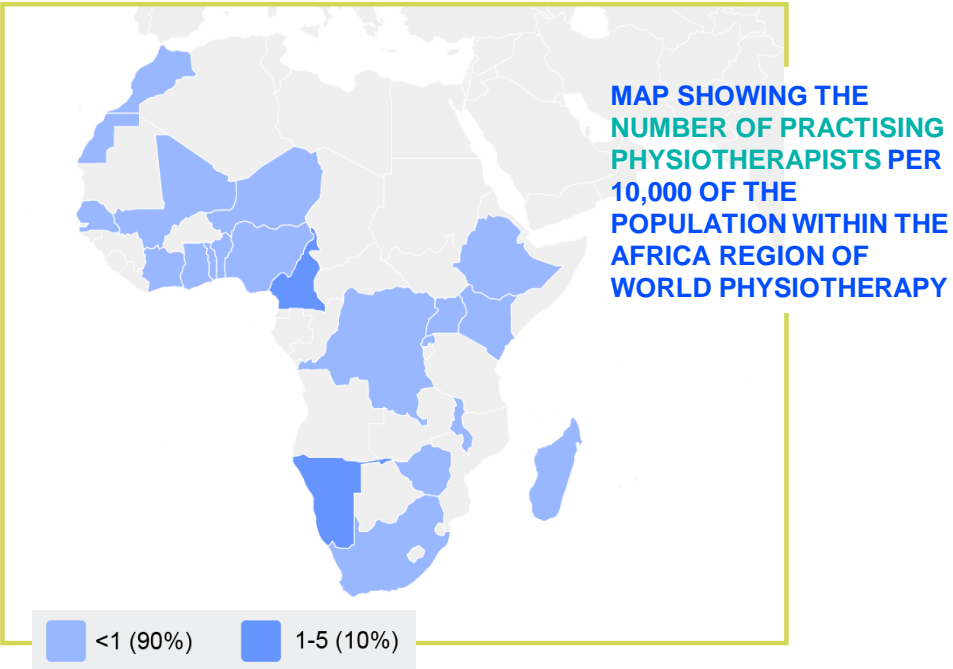 MAP SHOWING THE
NUMBER OF PRACTISING
PHYSIOTHERAPISTS PER
10,000 OF THE
POPULATION WITHIN THE
AFRICA REGION OF
WORLD PHYSIOTHERAPY
<1 (90%) 1-5 (10%)